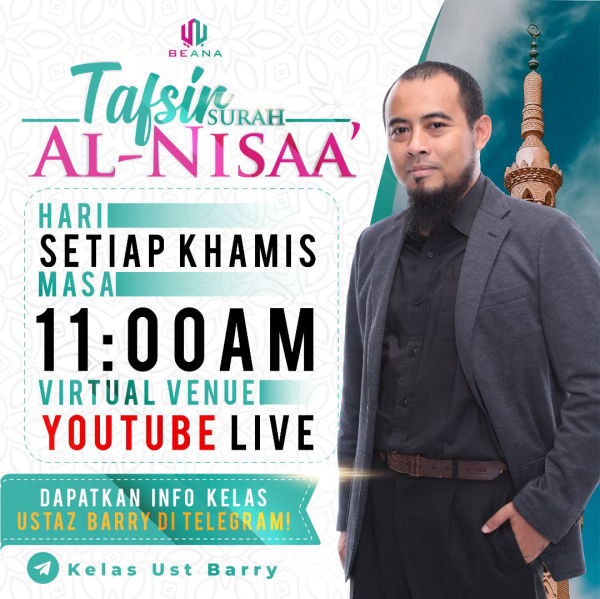 BEANA
Tafsir
SURAH
AL-NISAA'
HARI
SETIAP KHAMIS
MASA
11:00AM
VIRTUAL VENUE
YOUTUBE LIVE
DAPATKAN INFO KELAS
USTAZ BARRY DI TELEGRAM!
Kelas Ust Barry